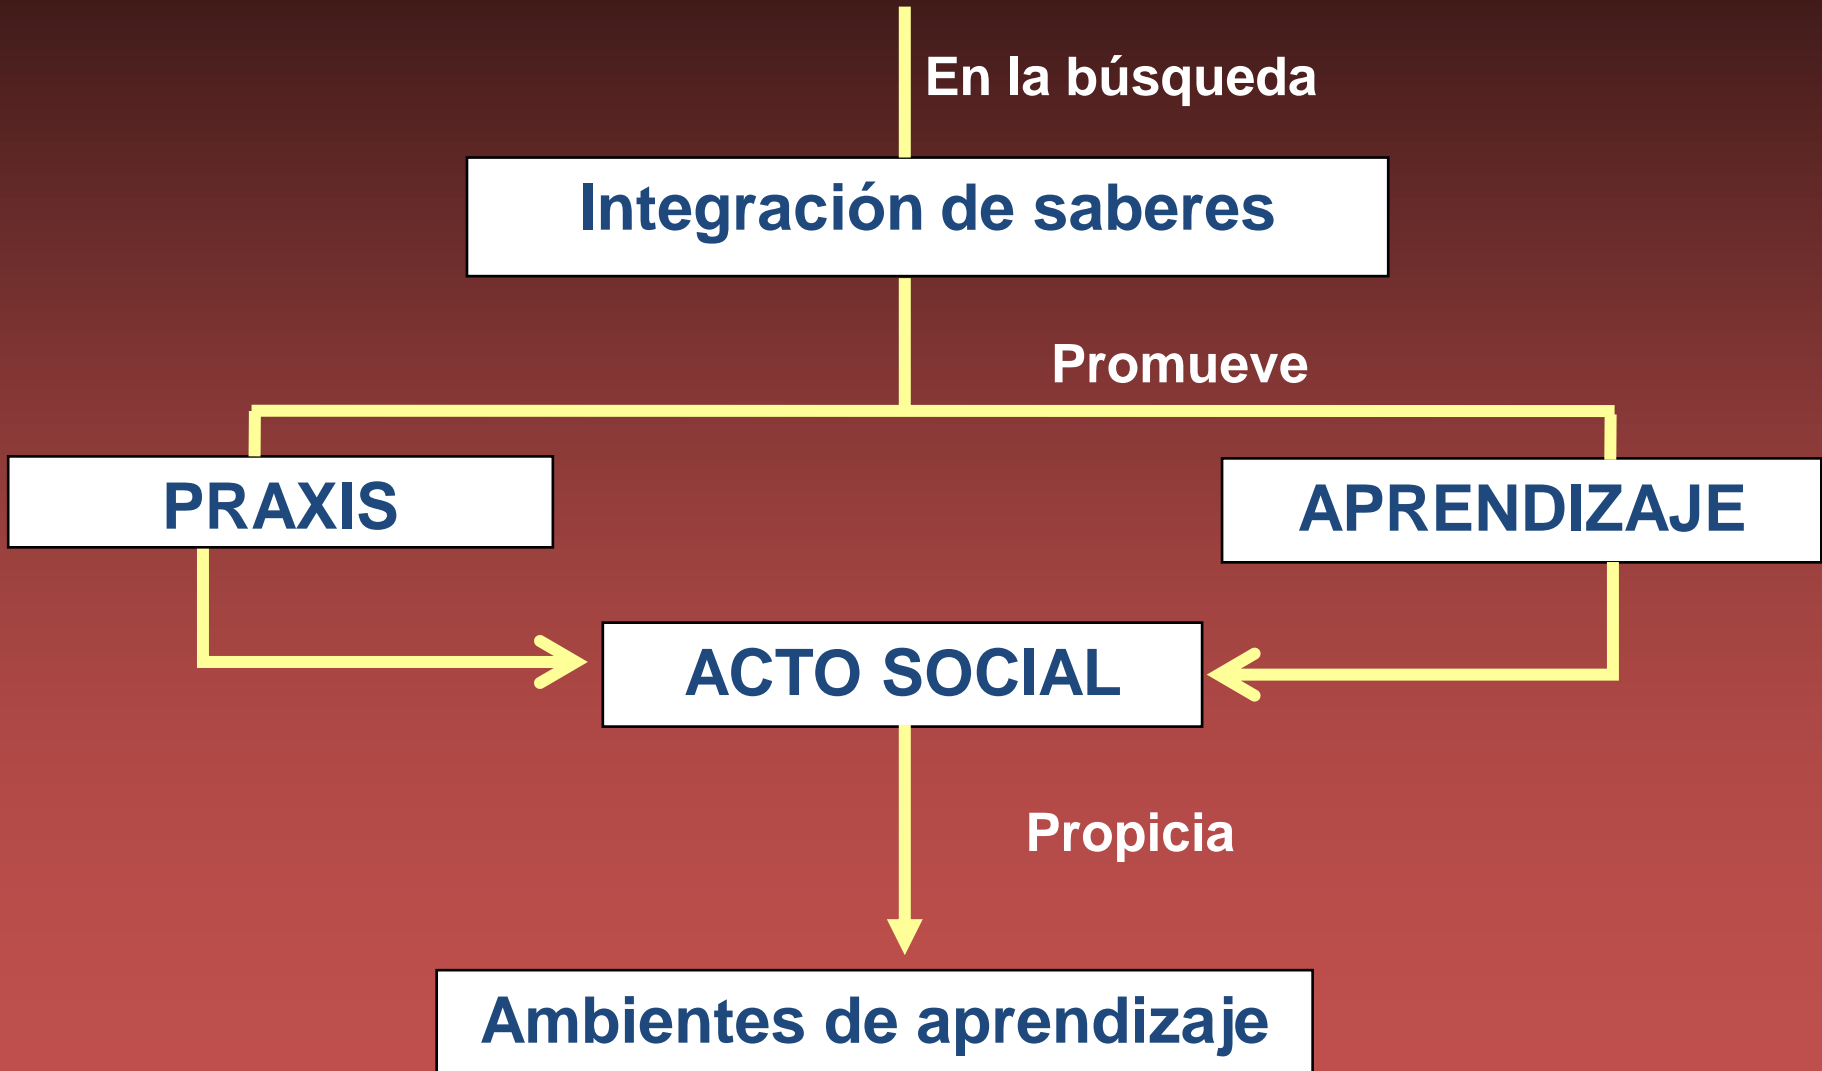 En la búsqueda
Integración de saberes
Promueve
PRAXIS
APRENDIZAJE
ACTO SOCIAL
Propicia
Ambientes de aprendizaje